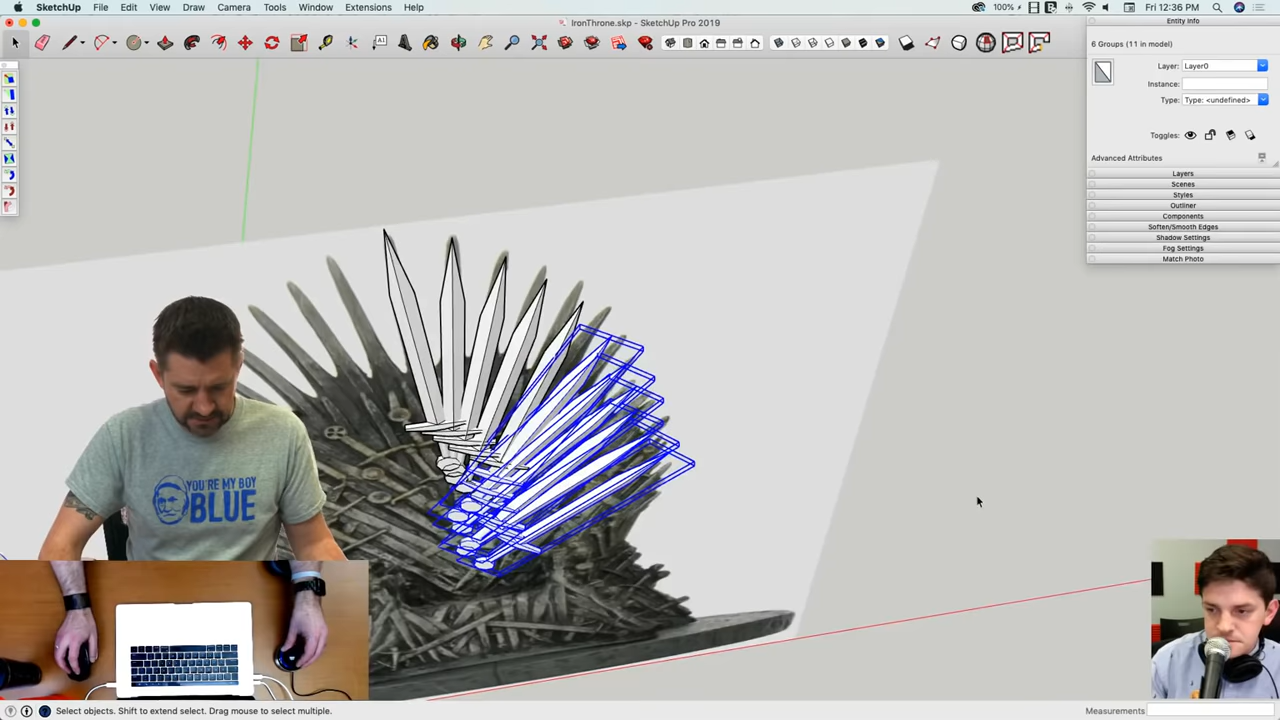 SketchUp File Edit View Draw Camera Tools Window Extensions Help
100% Fri 12:36 PM
IronThrone.skp - SketchUp Pro 2019
Entity Info
6 Groups (11 in model)
Layer: Layer0
Instance:
Type: Type: <undefined>
Toggles:
Advanced Attributes
Layers
Scenes
Styles
Outliner
Components
Soften/Smooth Edges
Shadow Settings
Fog Settings
Match Photo
YOU'RE MY BOY
BLUE
Select objects. Shift to extend select. Drag mouse to select multiple.
Measurements